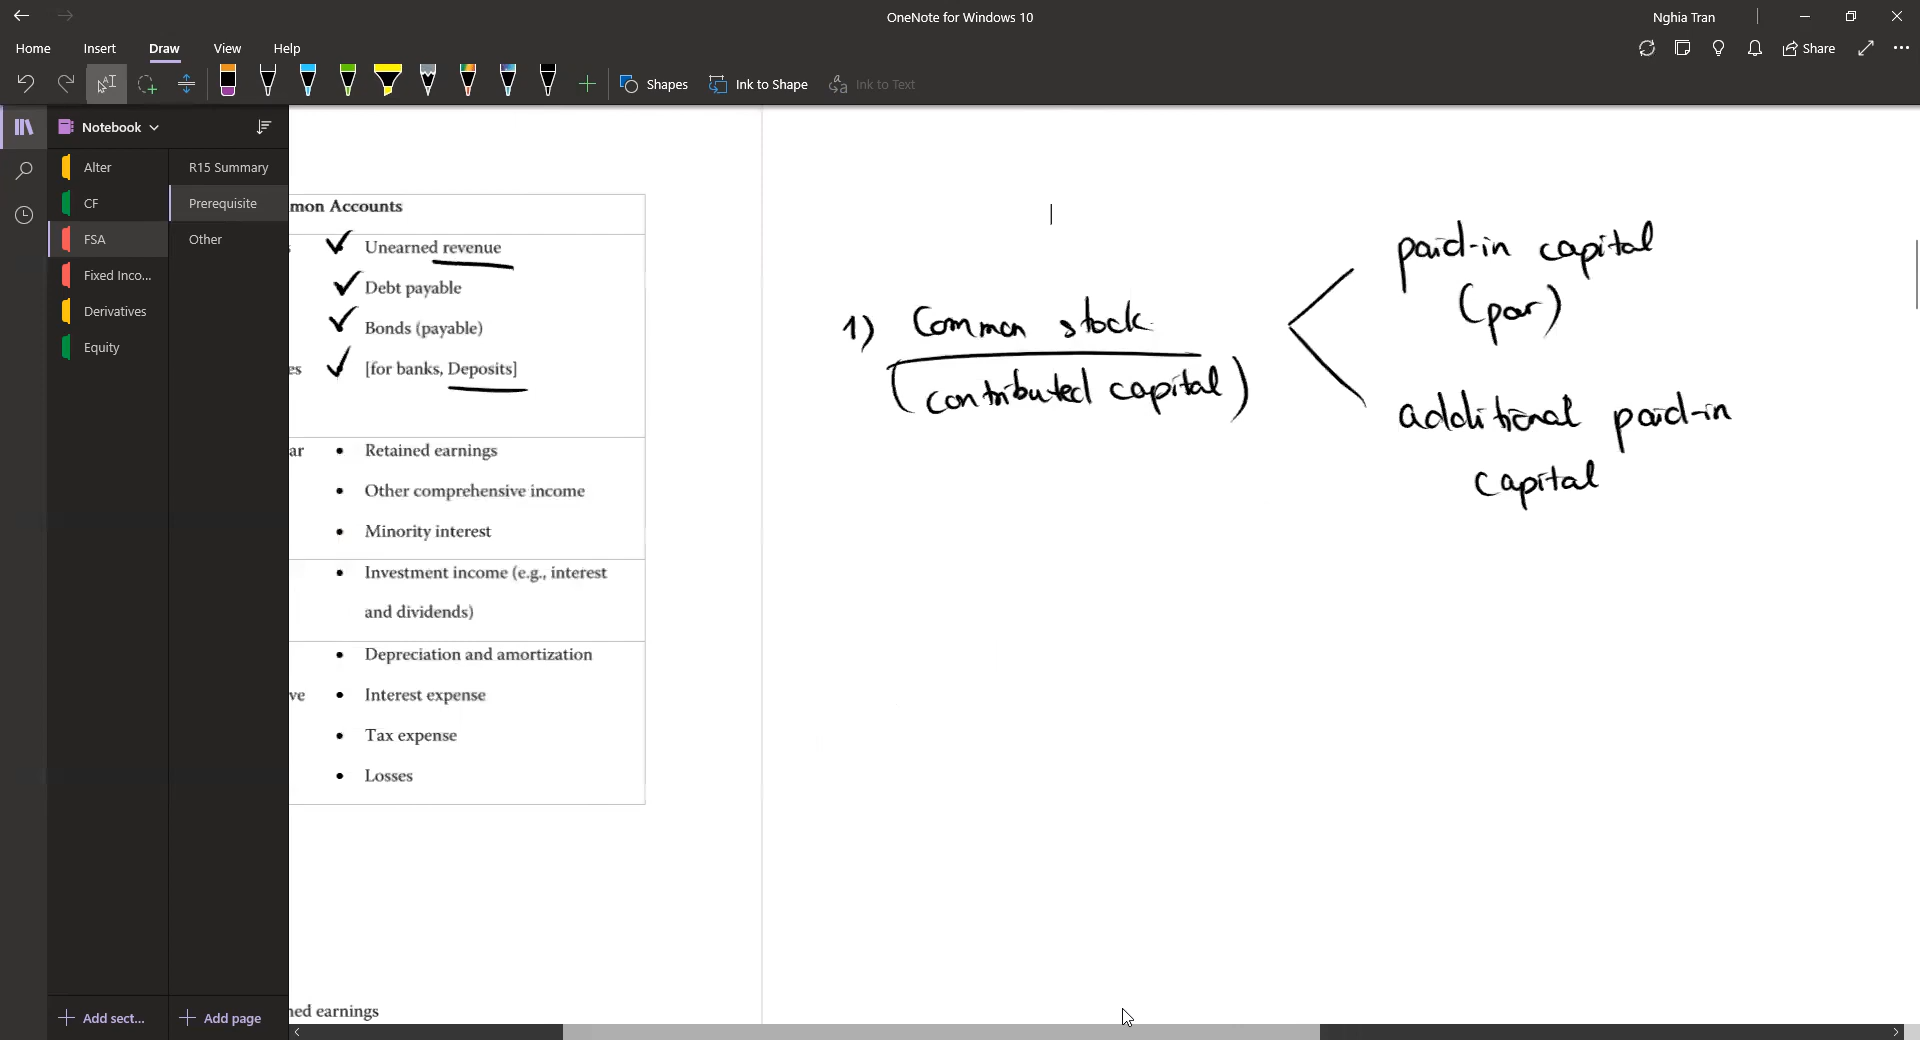 OneNote for Windows 10
Nghia Tran
Home Insert Draw View Help
Share
Shapes
Ink to Shape
Ink to Text
Notebook
Alter
CF
FSA
Fixed Inco...
Derivatives
Equity
R15 Summary
Prerequisite
Other
Add sect...
Add page
mon Accounts
s
Unearned revenue
Debt payable
Bonds (payable)
es
[for banks, Deposits]
ar
Retained earnings
Other comprehensive income
Minority interest
Investment income (e.g., interest
and dividends)
Depreciation and amortization
ve
Interest expense
Tax expense
Losses
ned earnings
1) Common stock
(contributed capital)
paid-in capital
(par)
additional paid-in
capital